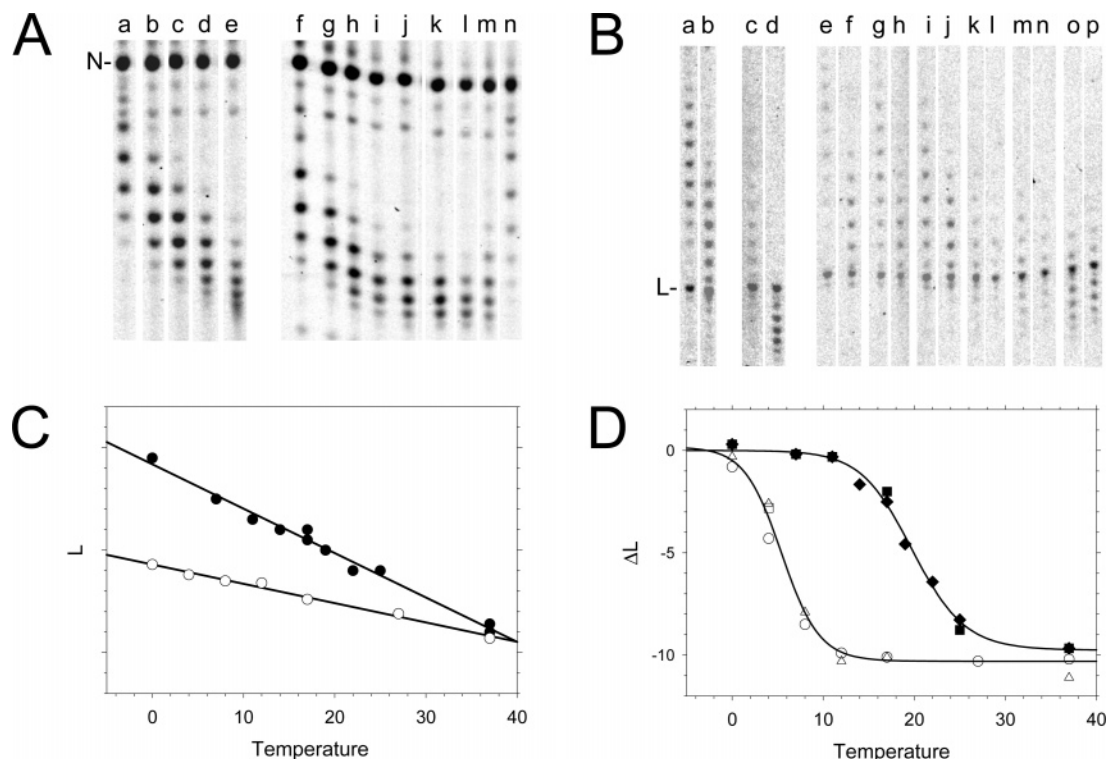 A
a b c d e f g h i j k l m n
N-
B
a b c d e f g h i j k l m n o p
L-
C
L
0 10 20 30 40
Temperature
D
0
-5
-10
ΔL
0 10 20 30 40
Temperature